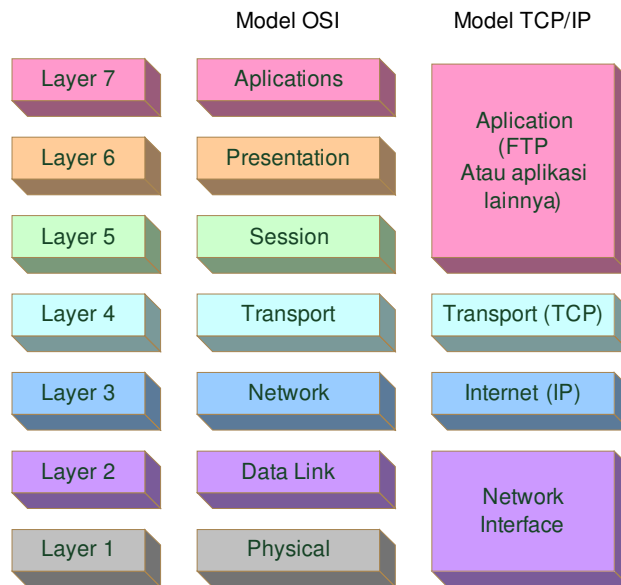 Model OSI
Model TCP/IP
Layer 7
Aplications
Aplication
(FTP
Atau aplikasi
lainnya)
Layer 6
Presentation
Layer 5
Session
Layer 4
Transport
Transport (TCP)
Layer 3
Network
Internet (IP)
Layer 2
Data Link
Network
Interface
Layer 1
Physical